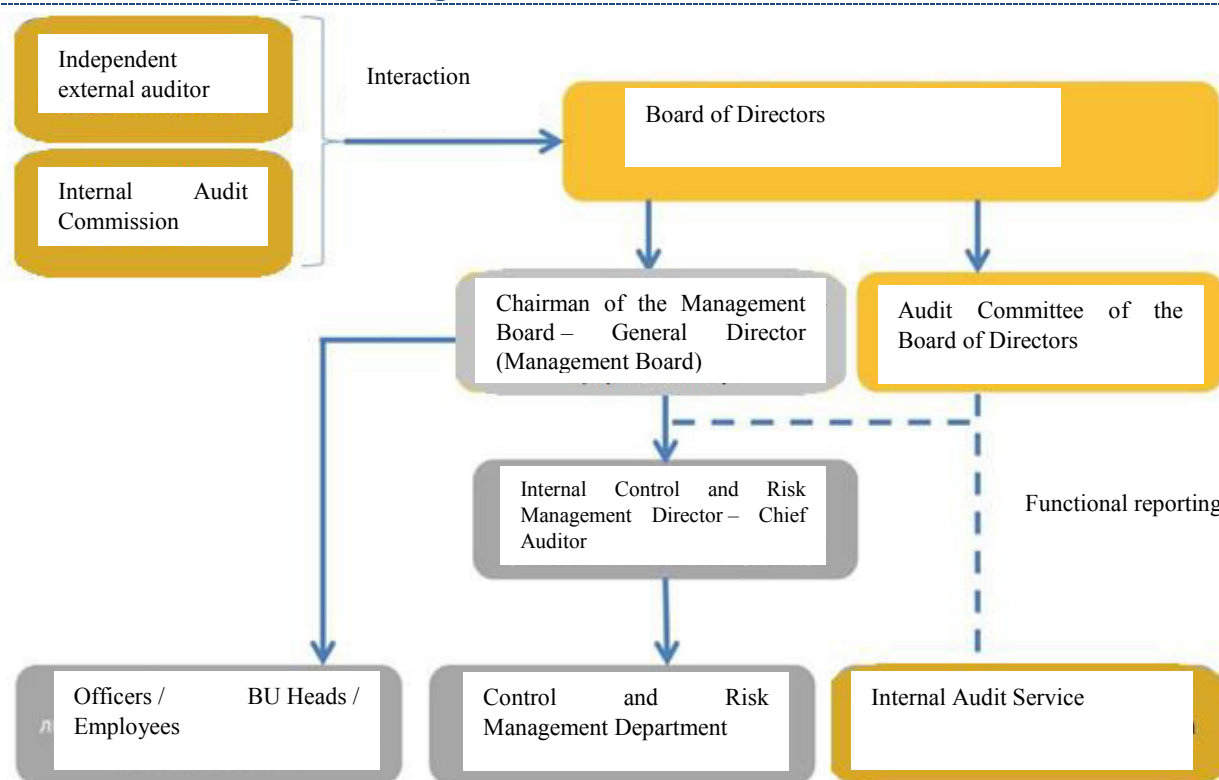 Independent
external auditor
Interaction
Board of Directors
Internal Audit
Commission
Chairman of the Management
Board – General Director
(Management Board)
Audit Committee of the
Board of Directors
Internal Control and Risk
Management Director – Chief
Auditor
Functional reporting
Officers / BU Heads /
Employees
Control and Risk
Management Department
Internal Audit Service